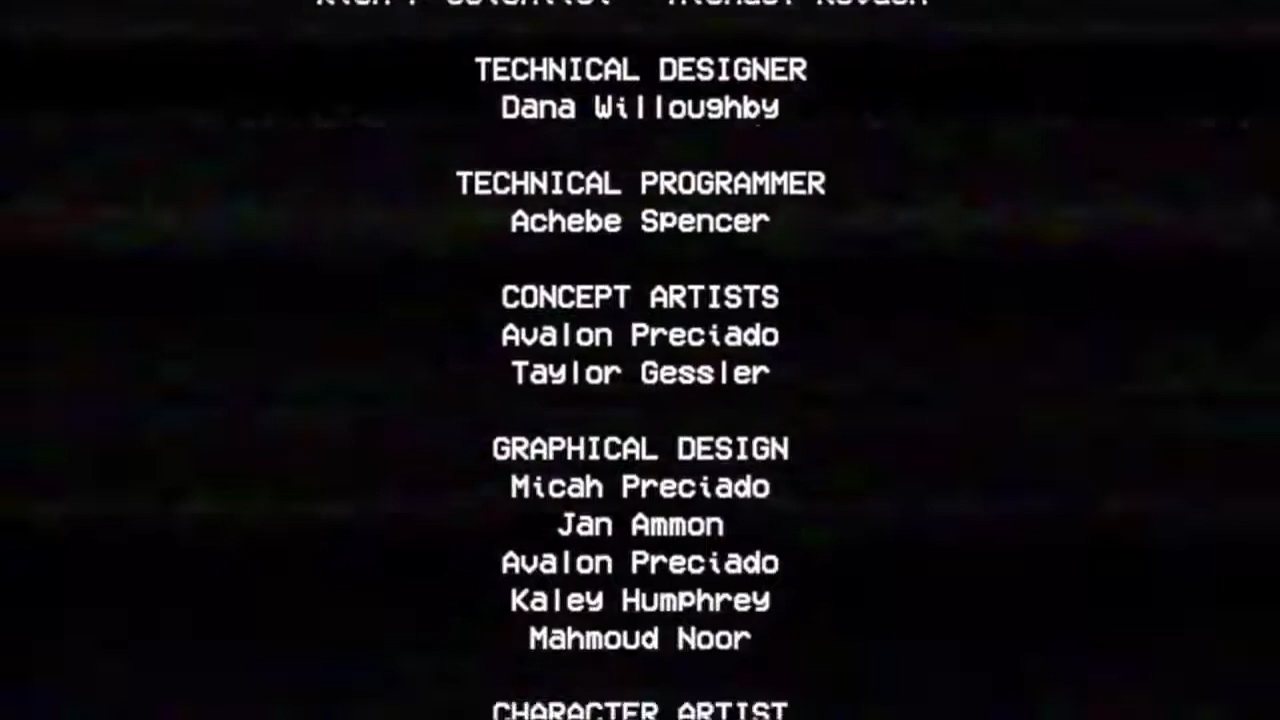 TECHNICAL DESIGNER
Dana Willoughby
TECHNICAL PROGRAMMER
Achebe Spencer
CONCEPT ARTISTS
Avalon Preciado
Taylor Gessler
GRAPHICAL DESIGN
Micah Preciado
Jan Ammon
Avalon Preciado
Kaley Humphrey
Mahmoud Noor
CHARACTER ARTIST